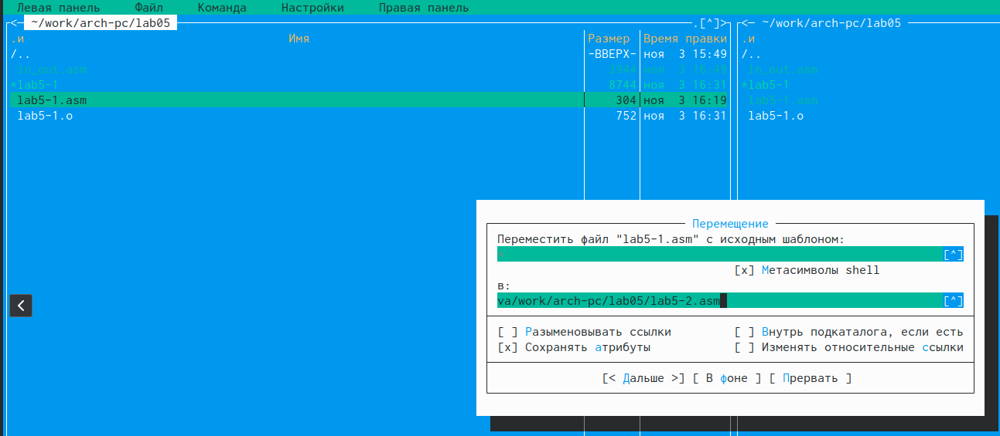 Левая панель Файл Команда Настройки Правая панель
<─ ~/work/arch-pc/lab05 .[^]> <─ ~/work/arch-pc/lab05
.и Имя Размер Время правки .и
/.. -ВВЕРХ- ноя 3 15:49 /..
in_out.asm 3944 ноя 3 16:49 in_out.asm
*lab5-1 8744 ноя 3 16:31 *lab5-1
lab5-1.asm 304 ноя 3 16:19 lab5-1.asm
lab5-1.o 752 ноя 3 16:31 lab5-1.o
Перемещение
Переместить файл "lab5-1.asm" с исходным шаблоном:
* [^]
[x] Метасимволы shell
в:
va/work/arch-pc/lab05/lab5-2.asm [^]
[ ] Разыменовывать ссылки [ ] Внутрь подкаталога, если есть
[x] Сохранять атрибуты [ ] Изменять относительные ссылки
[< Дальше >] [ В фоне ] [ Прервать ]